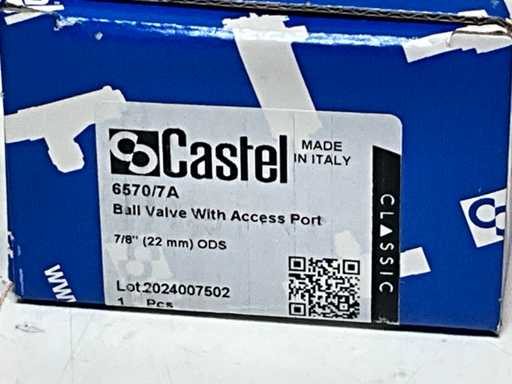 Castel
MADE
IN ITALY
6570/7A
Ball Valve With Access Port
7/8" (22 mm) ODS
CLASSIC
Lot.2024007502
1 Pcs
www